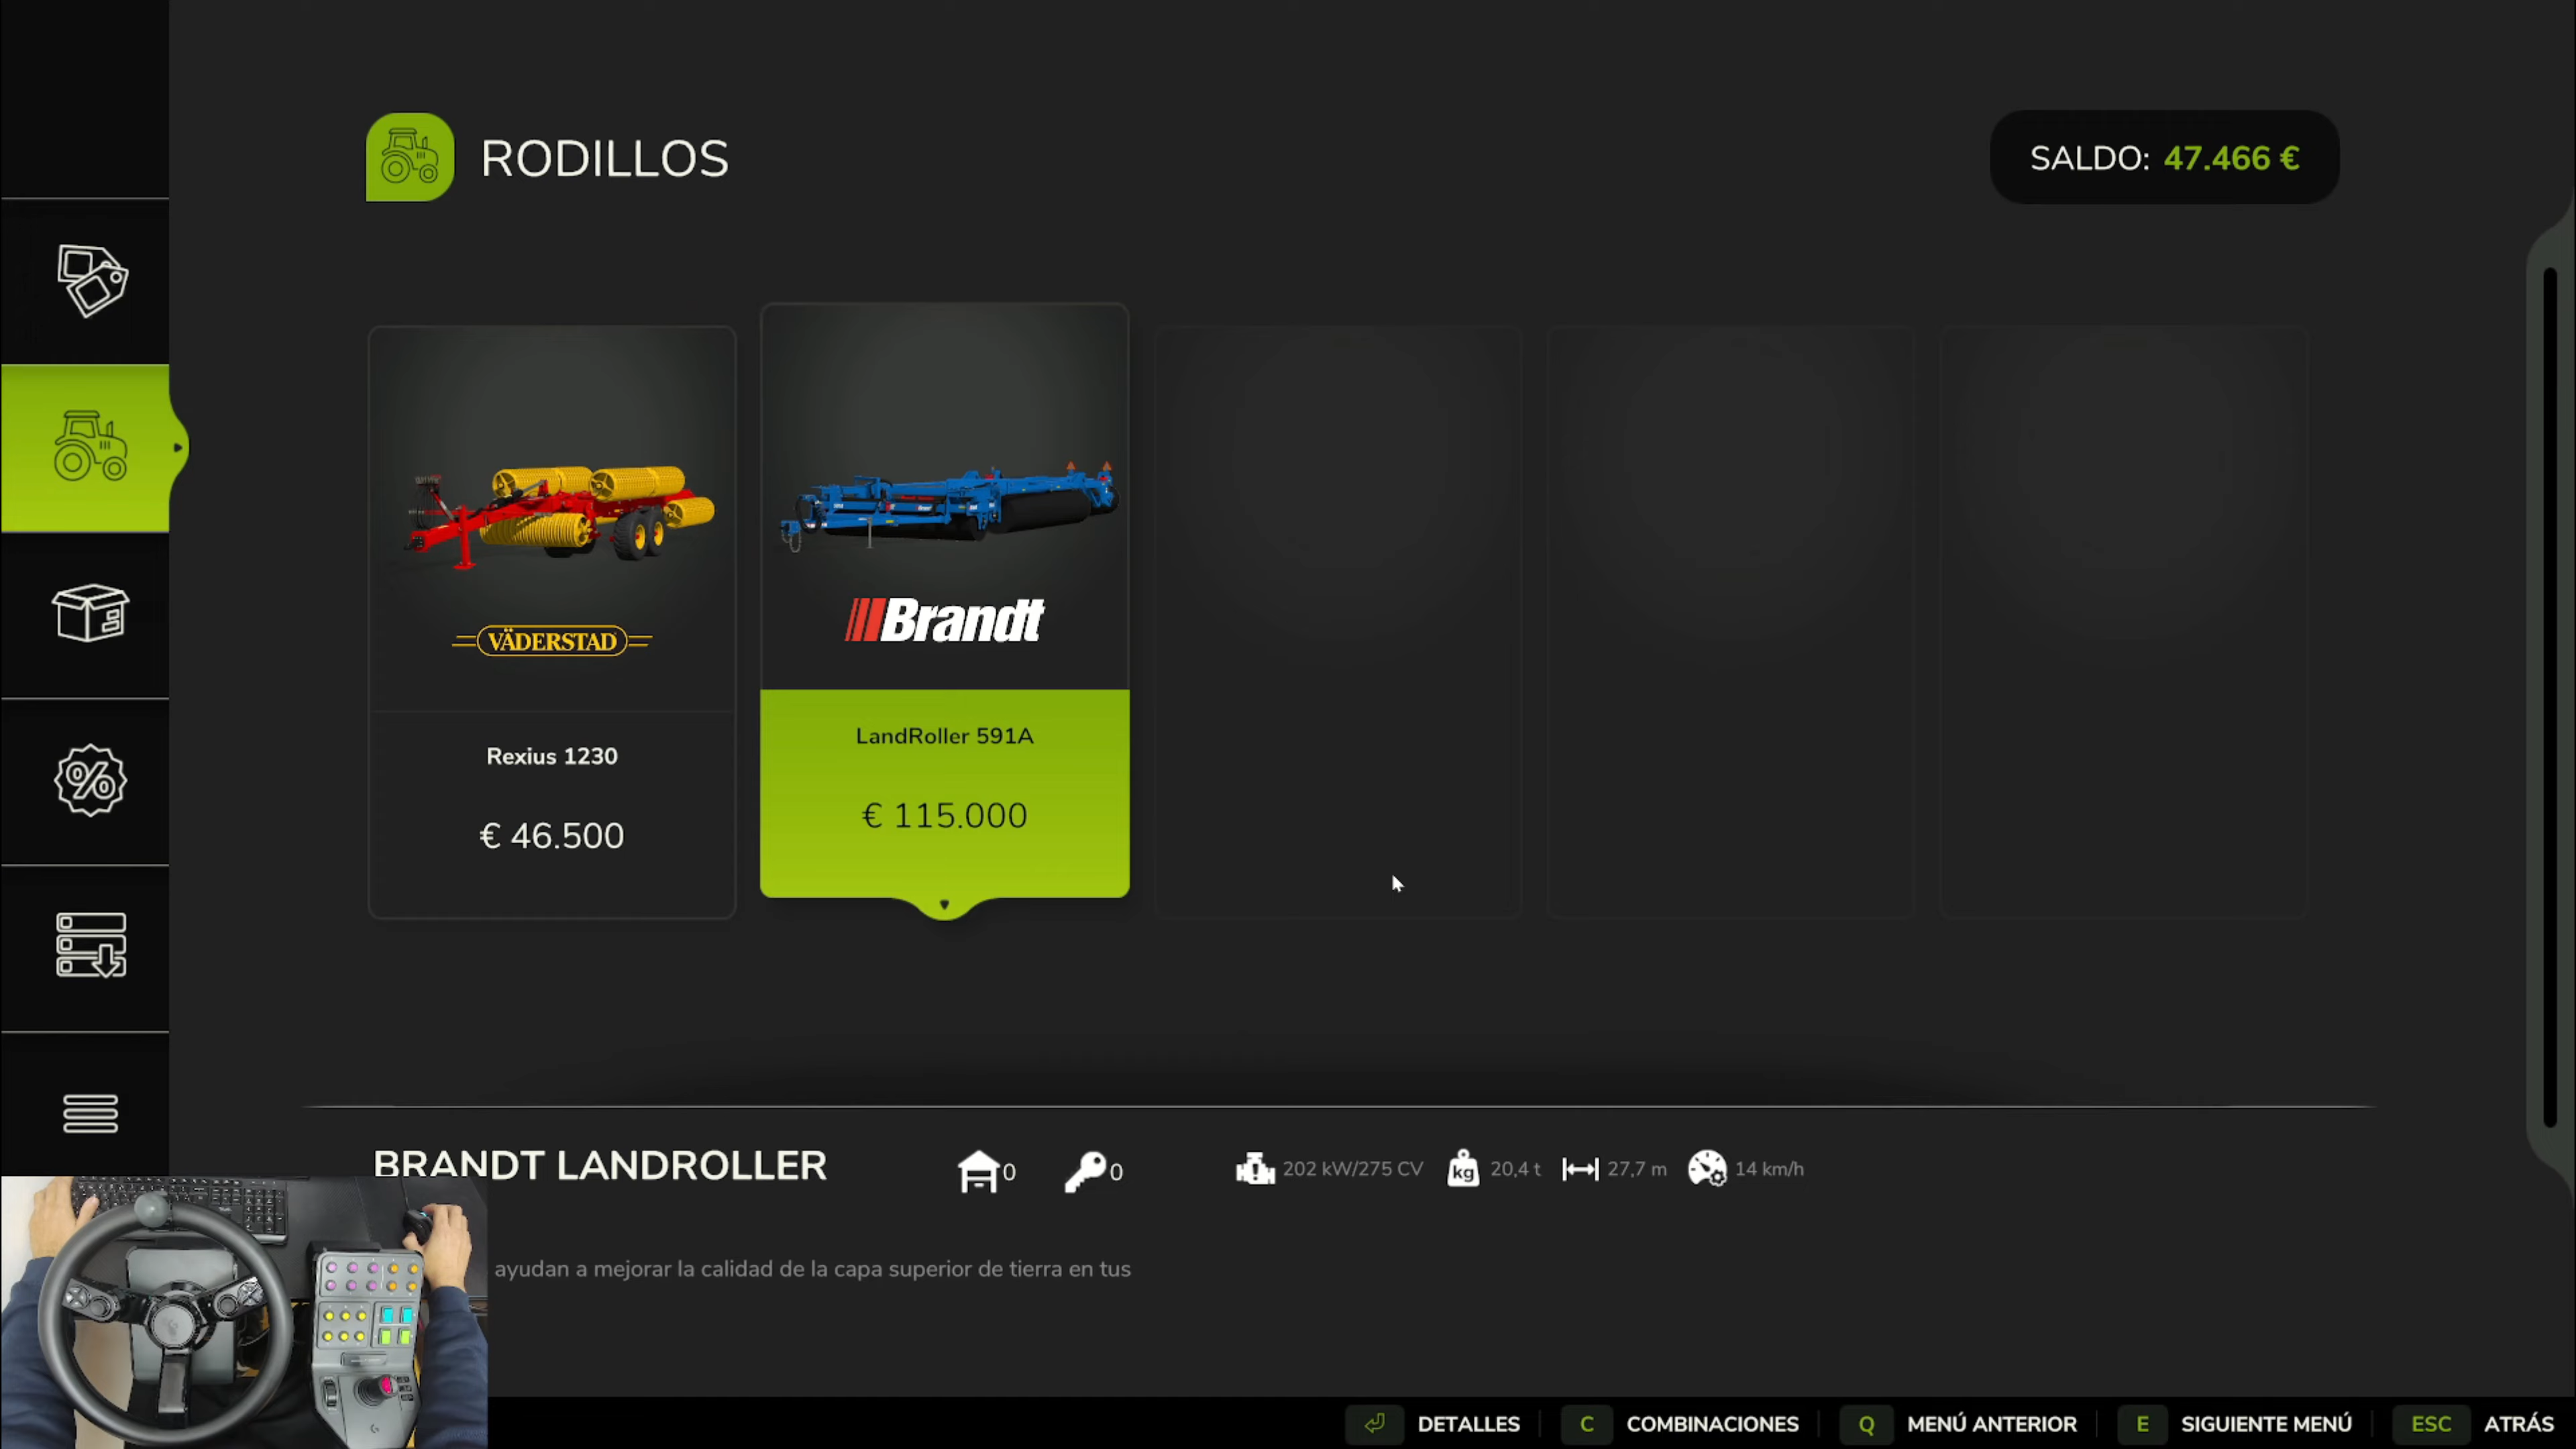 RODILLOS
SALDO: 47.466 €
VÄDERSTAD
Rexius 1230
€ 46.500
Brandt
LandRoller 591A
€ 115.000
BRANDT LANDROLLER
0
0
202 kW/275 CV
kg 20,4 t
27,7 m
14 km/h
ayudan a mejorar la calidad de la capa superior de tierra en tus
DETALLES
C COMBINACIONES
Q MENÚ ANTERIOR
E SIGUIENTE MENÚ
ESC ATRÁS